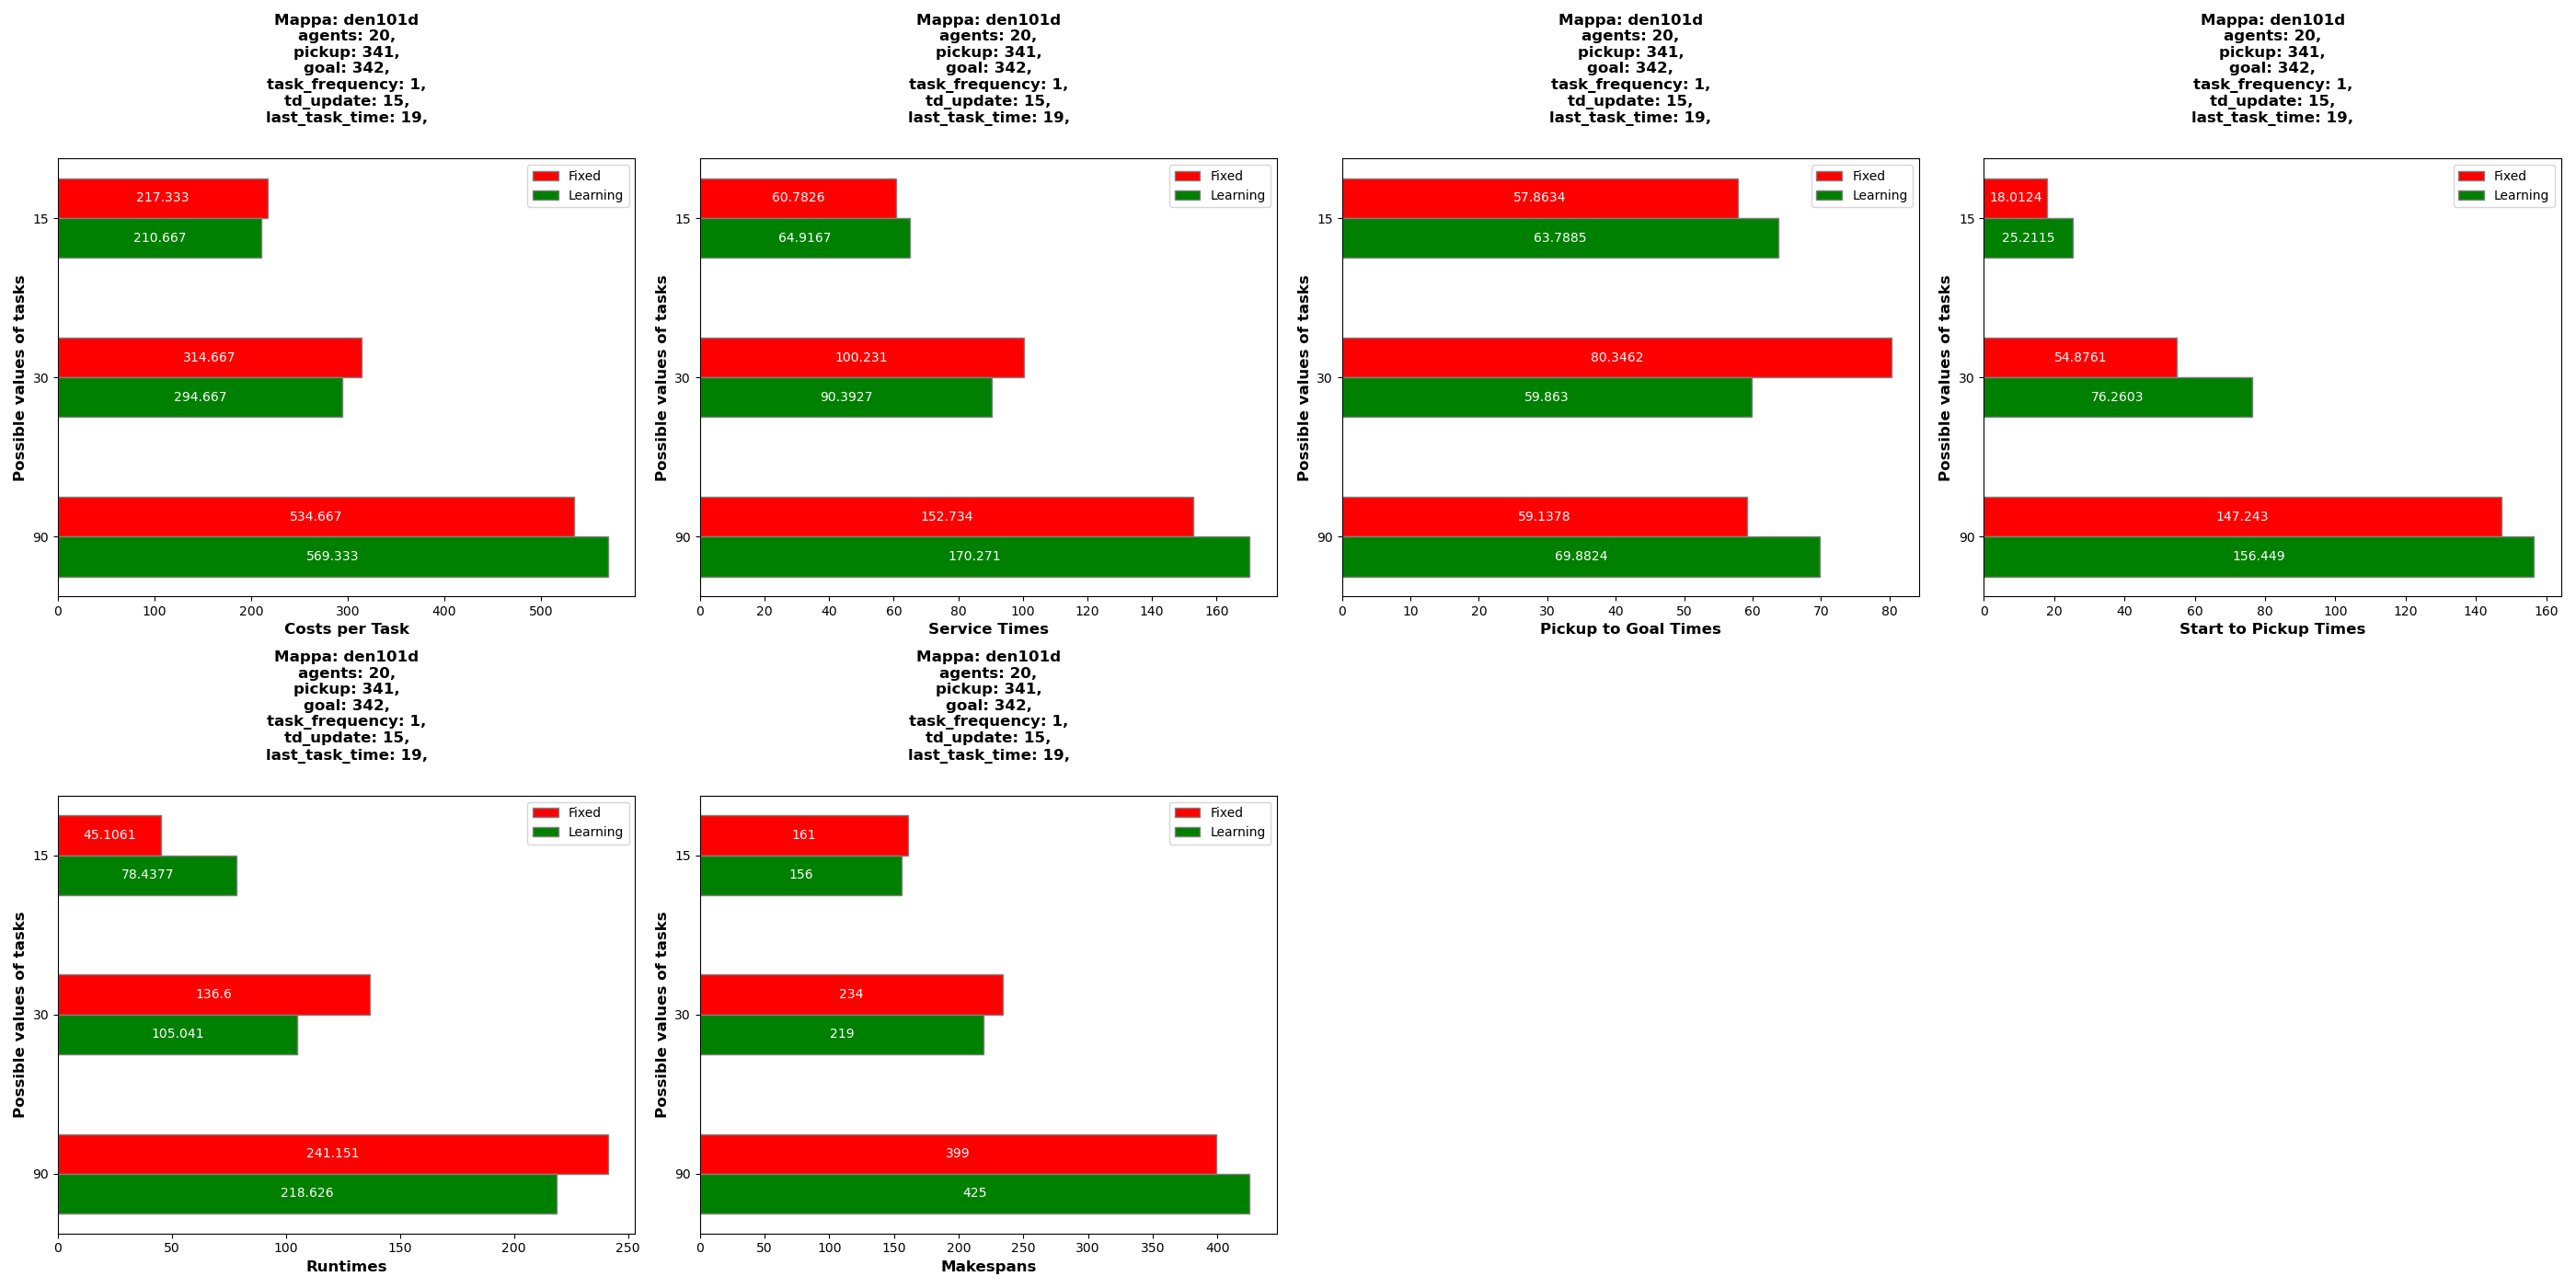 Mappa: den101d
agents: 20,
pickup: 341,
goal: 342,
task_frequency: 1,
td_update: 15,
last_task_time: 19,
Fixed
Learning
217.333
15
210.667
314.667
30
294.667
534.667
90
569.333
Possible values of tasks
0 100 200 300 400 500
Costs per Task
Mappa: den101d
agents: 20,
pickup: 341,
goal: 342,
task_frequency: 1,
td_update: 15,
last_task_time: 19,
Fixed
Learning
60.7826
15
64.9167
100.231
30
90.3927
152.734
90
170.271
Possible values of tasks
0 20 40 60 80 100 120 140 160
Service Times
Mappa: den101d
agents: 20,
pickup: 341,
goal: 342,
task_frequency: 1,
td_update: 15,
last_task_time: 19,
Fixed
Learning
57.8634
15
63.7885
80.3462
30
59.863
59.1378
90
69.8824
Possible values of tasks
0 10 20 30 40 50 60 70 80
Pickup to Goal Times
Mappa: den101d
agents: 20,
pickup: 341,
goal: 342,
task_frequency: 1,
td_update: 15,
last_task_time: 19,
Fixed
Learning
18.0124
15
25.2115
54.8761
30
76.2603
147.243
90
156.449
Possible values of tasks
0 20 40 60 80 100 120 140 160
Start to Pickup Times
Mappa: den101d
agents: 20,
pickup: 341,
goal: 342,
task_frequency: 1,
td_update: 15,
last_task_time: 19,
Fixed
Learning
45.1061
15
78.4377
136.6
30
105.041
241.151
90
218.626
Possible values of tasks
0 50 100 150 200 250
Runtimes
Mappa: den101d
agents: 20,
pickup: 341,
goal: 342,
task_frequency: 1,
td_update: 15,
last_task_time: 19,
Fixed
Learning
161
15
156
234
30
219
399
90
425
Possible values of tasks
0 50 100 150 200 250 300 350 400
Makespans